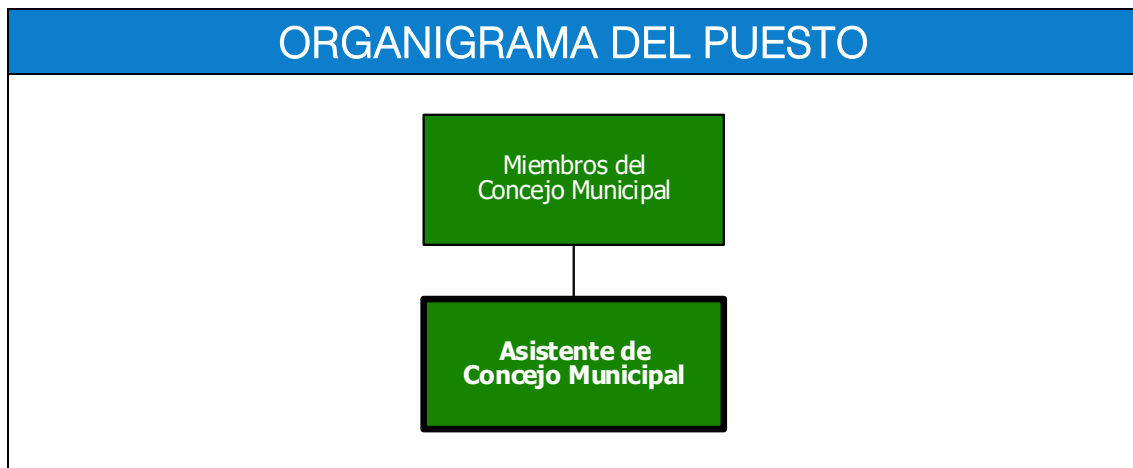 ORGANIGRAMA DEL PUESTO
Miembros del
Concejo Municipal
Asistente de
Concejo Municipal